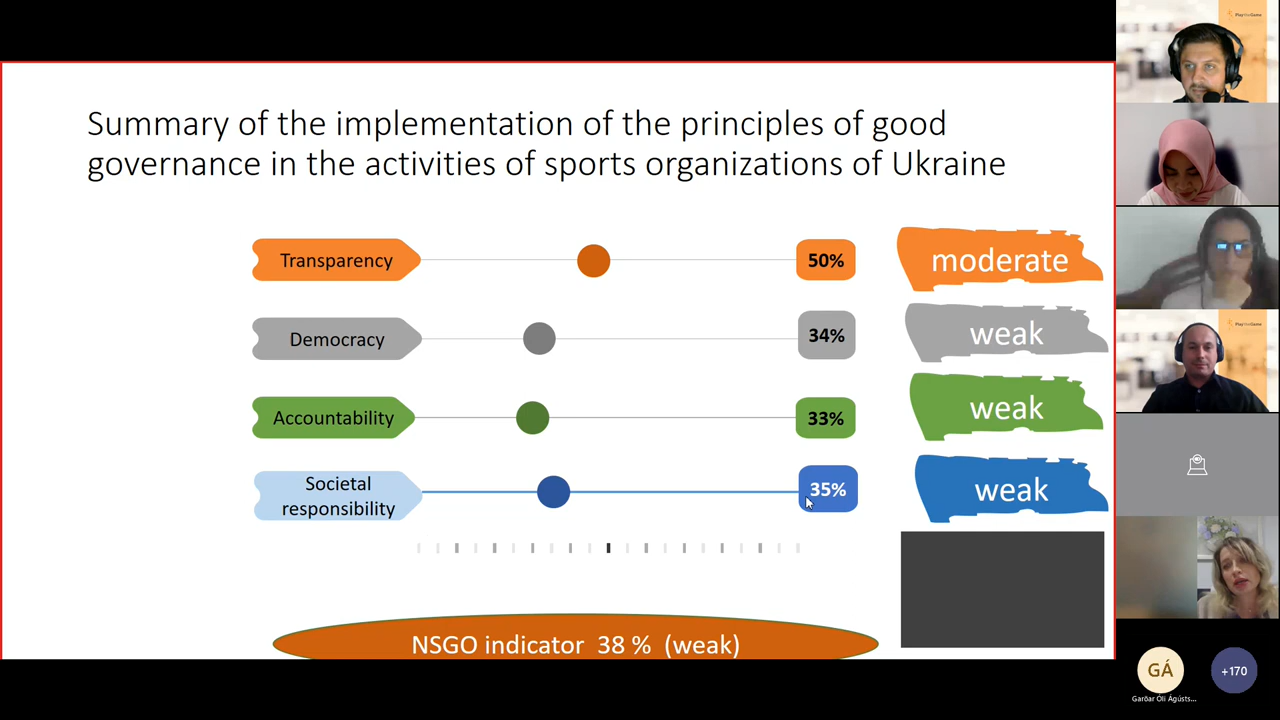 Summary of the implementation of the principles of good
governance in the activities of sports organizations of Ukraine
Transparency
50%
moderate
Democracy
34%
weak
Accountability
33%
weak
Societal
responsibility
35%
weak
NSGO indicator 38 % (weak)
GÁ
+170
Garðar Óli Ágústs...